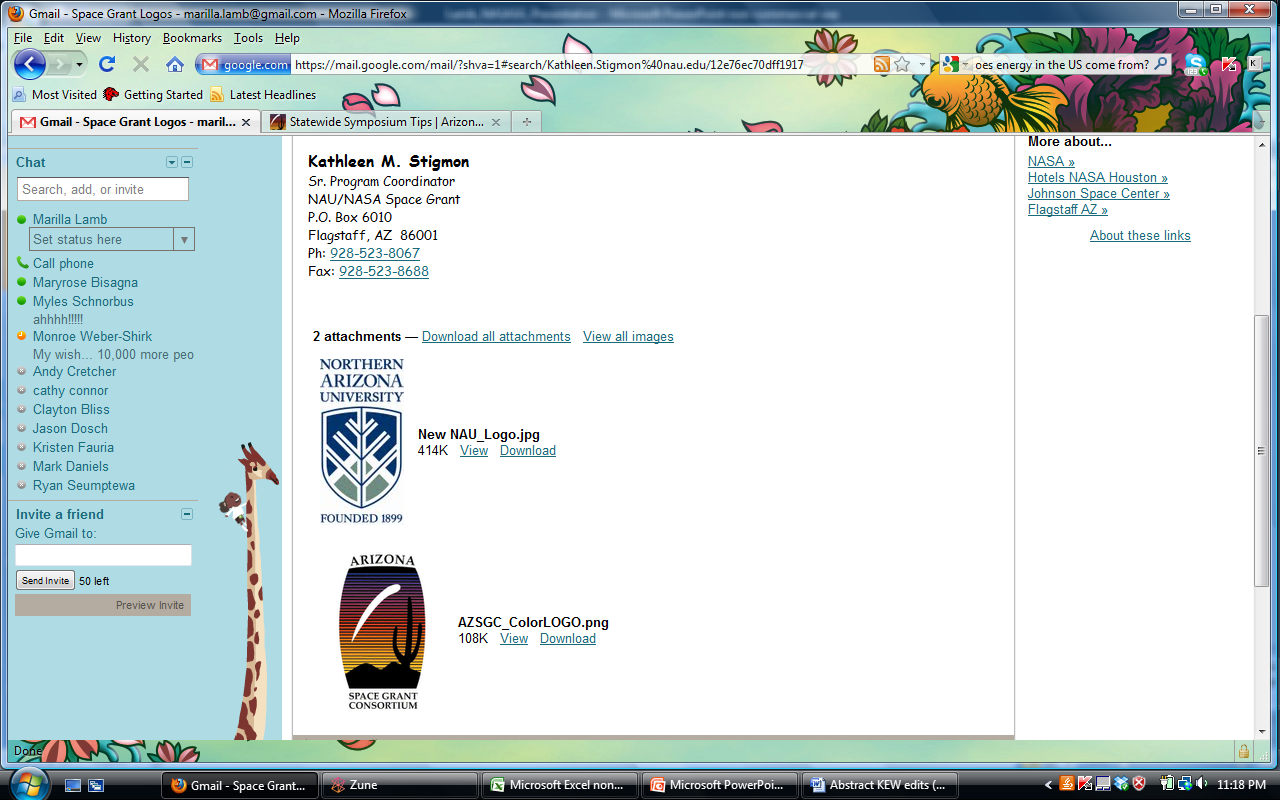 Gmail - Space Grant Logos - marilla.lamb@gmail.com - Mozilla Firefox
File Edit View History Bookmarks Tools Help
google.com https://mail.google.com/mail/?shva=1#search/Kathleen.Stigmon%40nau.edu/12e76ec70dff1917
oes energy in the US come from?
Most Visited Getting Started Latest Headlines
Gmail - Space Grant Logos - maril...
Statewide Symposium Tips | Arizon...
Chat
Search, add, or invite
Marilla Lamb
Set status here
Call phone
Maryrose Bisagna
Myles Schnorbus
ahhhh!!!!!
Monroe Weber-Shirk
My wish... 10,000 more peo
Andy Cretcher
cathy connor
Clayton Bliss
Jason Dosch
Kristen Fauria
Mark Daniels
Ryan Seumptewa
Invite a friend
Give Gmail to:
Send Invite 50 left
Preview Invite
Kathleen M. Stigmon
Sr. Program Coordinator
NAU/NASA Space Grant
P.O. Box 6010
Flagstaff, AZ 86001
Ph: 928-523-8067
Fax: 928-523-8688
2 attachments — Download all attachments View all images
NORTHERN
ARIZONA
UNIVERSITY
FOUNDED 1899
New NAU_Logo.jpg
414K View Download
ARIZONA
SPACE GRANT
CONSORTIUM
AZSGC_ColorLOGO.png
108K View Download
More about...
NASA »
Hotels NASA Houston »
Johnson Space Center »
Flagstaff AZ »
About these links
Done
Gmail - Space Grant...
Zune
Microsoft Excel non...
Microsoft PowerPoi...
Abstract KEW edits (...
11:18 PM